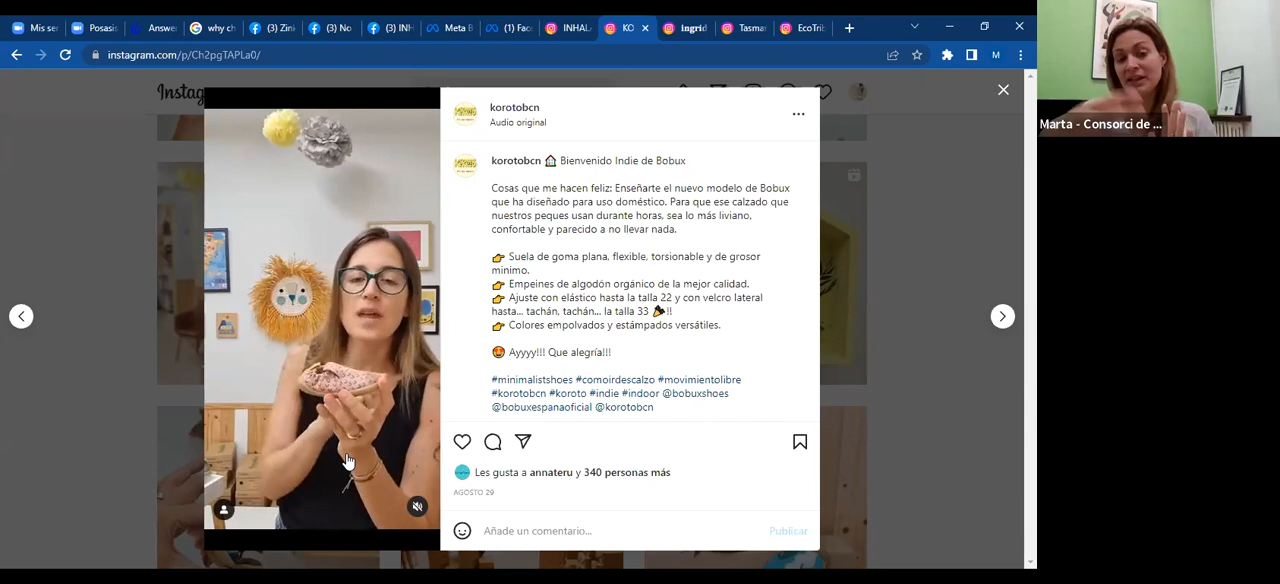 Mis se
Posasis
Answe
why ch
(3) Zini
(3) No
(3) INH
Meta B
(1) Fac
INHAL
KO
ingrid
Tasmar
EcoTri
instagram.com/p/Ch2pgTAPLa0/
M
Instag
Marta - Consorci de ...
korotobcn
Audio original
korotobcn 🏠 Bienvenido Indie de Bobux
Cosas que me hacen feliz: Enseñarte el nuevo modelo de Bobux
que ha diseñado para uso doméstico. Para que ese calzado que
nuestros peques usan durante horas, sea lo más liviano,
confortable y parecido a no llevar nada.
👉 Suela de goma plana, flexible, torsionable y de grosor
minimo.
👉 Empeines de algodón orgánico de la mejor calidad.
👉 Ajuste con elástico hasta la talla 22 y con velcro lateral
hasta... tachán, tachán... la talla 33 🎉!!
👉 Colores empolvados y estámpados versátiles.
🤩 Ayyyy!!! Que alegría!!!
#minimalistshoes #comoirdescalzo #movimientolibre
#korotobcn #koroto #indie #indoor @bobuxshoes
@bobuxespanaoficial @korotobcn
Les gusta a annateru y 340 personas más
AGOSTO 29
Añade un comentario...
Publicar